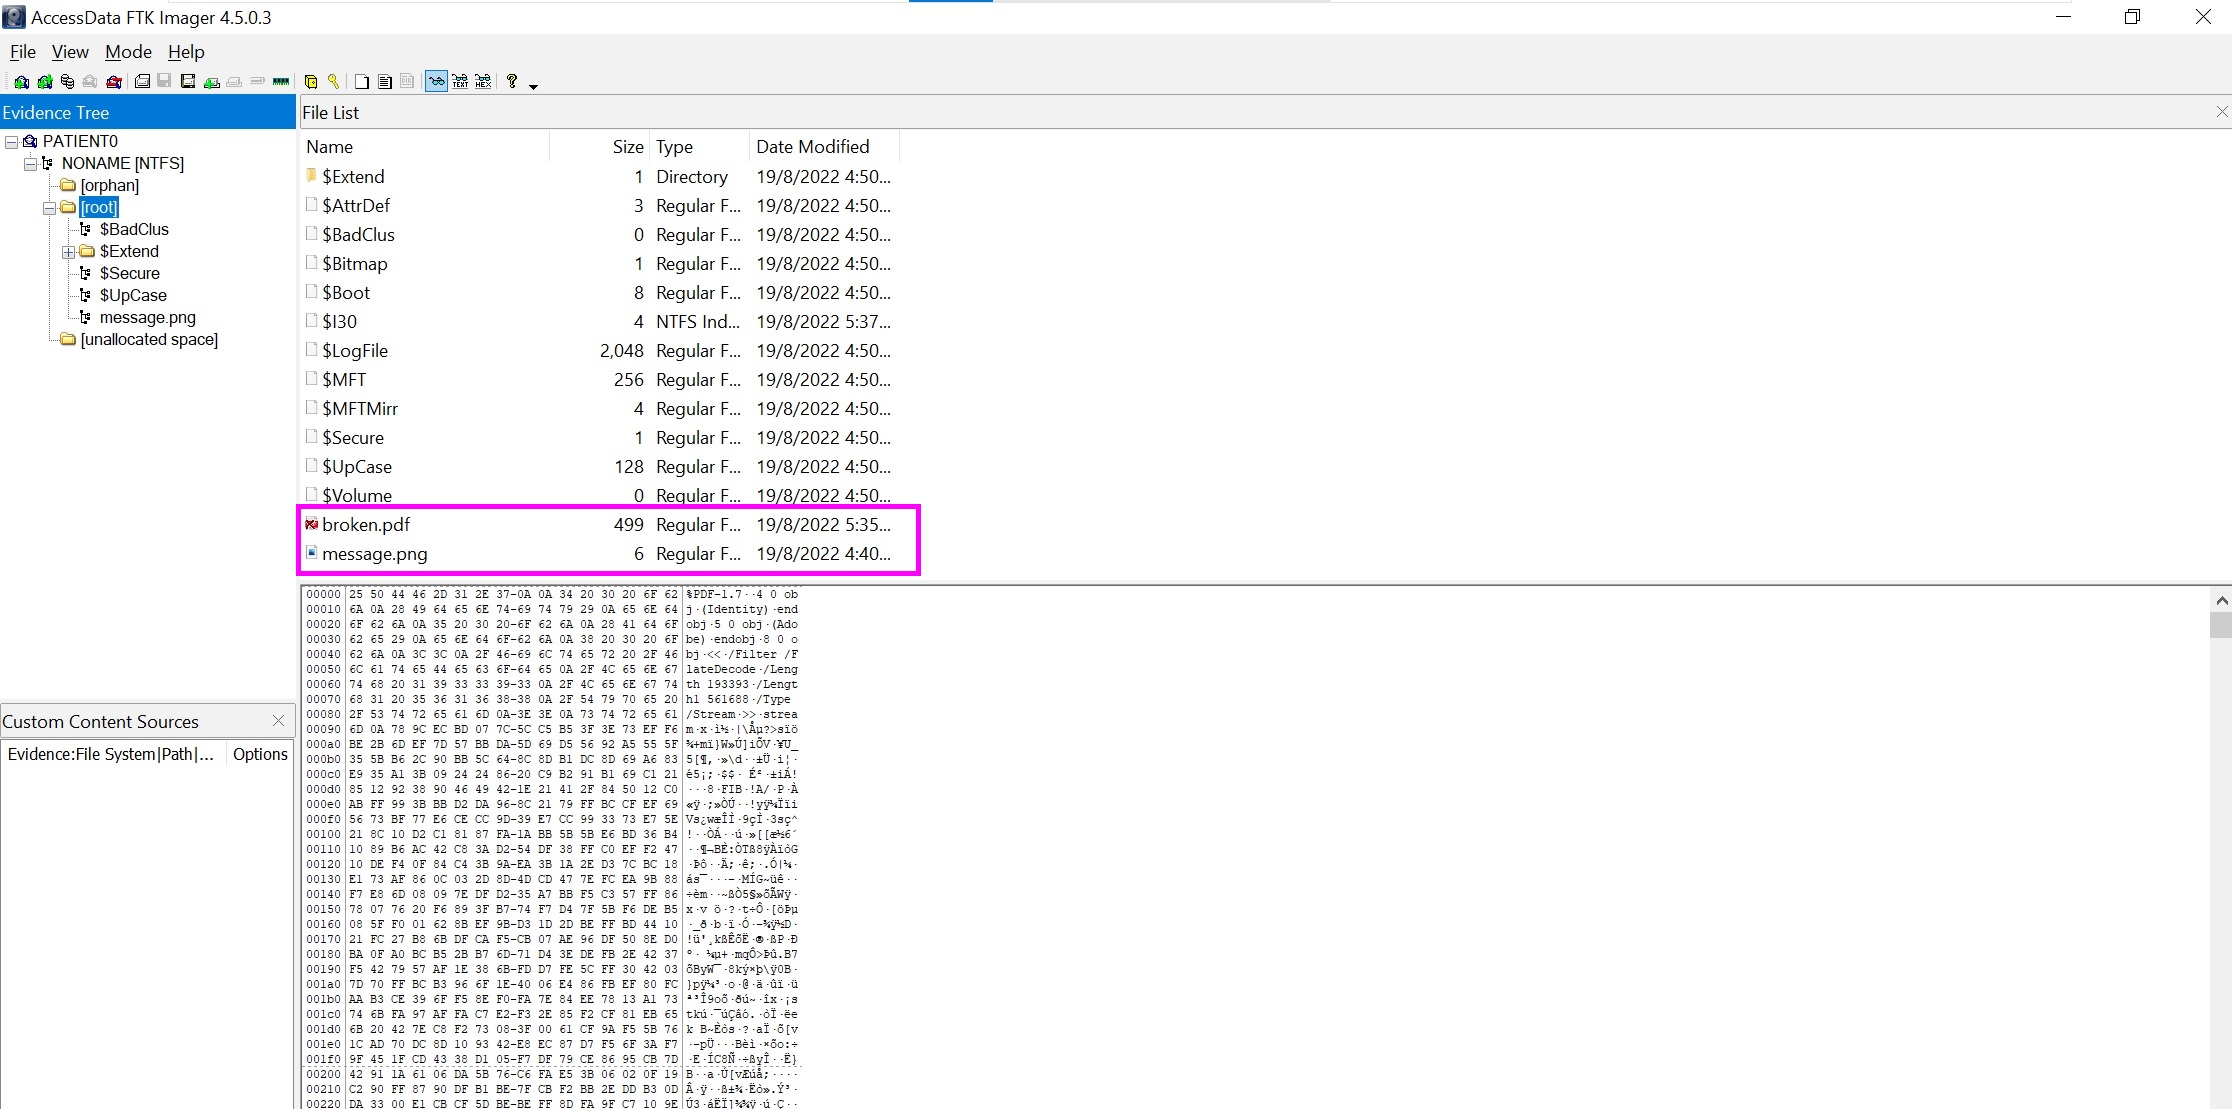 AccessData FTK Imager 4.5.0.3
File View Mode Help
Evidence Tree
PATIENT0
NONAME [NTFS]
[orphan]
[root]
$BadClus
$Extend
$Secure
$UpCase
message.png
[unallocated space]
Custom Content Sources
Evidence:File System|Path|... Options
File List
Name Size Type Date Modified
$Extend 1 Directory 19/8/2022 4:50...
$AttrDef 3 Regular F... 19/8/2022 4:50...
$BadClus 0 Regular F... 19/8/2022 4:50...
$Bitmap 1 Regular F... 19/8/2022 4:50...
$Boot 8 Regular F... 19/8/2022 4:50...
$I30 4 NTFS Ind... 19/8/2022 5:37...
$LogFile 2,048 Regular F... 19/8/2022 4:50...
$MFT 256 Regular F... 19/8/2022 4:50...
$MFTMirr 4 Regular F... 19/8/2022 4:50...
$Secure 1 Regular F... 19/8/2022 4:50...
$UpCase 128 Regular F... 19/8/2022 4:50...
$Volume 0 Regular F... 19/8/2022 4:50...
broken.pdf 499 Regular F... 19/8/2022 5:35...
message.png 6 Regular F... 19/8/2022 4:40...
00000 25 50 44 46 2D 31 2E 37-0A 0A 34 20 30 20 6F 62 %PDF-1.7··4 0 ob
00010 6A 0A 28 49 64 65 6E 74-69 74 79 29 0A 65 6E 64 j·(Identity)·end
00020 6F 62 6A 0A 35 20 30 20-6F 62 6A 0A 28 41 64 6F obj·5 0 obj·(Ado
00030 62 65 29 0A 65 6E 64 6F-62 6A 0A 38 20 30 20 6F be)·endobj·8 0 o
00040 62 6A 0A 3C 3C 0A 2F 46-69 6C 74 65 72 20 2F 46 bj·<<·/Filter /F
00050 6C 61 74 65 44 65 63 6F-64 65 0A 2F 4C 65 6E 67 lateDecode·/Leng
00060 74 68 20 31 39 33 33 39-33 0A 2F 4C 65 6E 67 74 th 193393·/Lengt
00070 68 31 20 35 36 31 36 38-38 0A 2F 54 79 70 65 20 h1 561688·/Type
00080 2F 53 74 72 65 61 6D 0A-3E 3E 0A 73 74 72 65 61 /Stream·>>·strea
00090 6D 0A 78 9C EC BD 07 7C-5C C5 B5 3F 3E 73 EF F6
000a0 BE 2B 6D EF 7D 57 BB DA-5D 69 D5 56 92 A5 55 5F
000b0 35 5B B6 2C 90 BB 5C 64-8C 8D B1 DC 8D 69 A6 83
000c0 E9 35 A1 3B 09 24 24 86-20 C9 B2 91 B1 69 C1 21
000d0 85 12 92 38 90 46 49 42-1E 21 41 2F 84 50 12 C0
000e0 AB FF 99 3B BB D2 DA 96-8C 21 79 FF BC CF EF 69
000f0 56 73 BF 77 E6 CE CC 9D-39 E7 CC 99 33 73 E7 5E
00100 21 8C 10 D2 C1 81 87 FA-1A BB 5B 5B E6 BD 36 B4
00110 10 89 B6 AC 42 C8 3A D2-54 DF 38 FF C0 EF F2 47
00120 10 DE F4 0F 84 C4 3B 9A-EA 3B 1A 2E D3 7C BC 18
00130 E1 73 AF 86 0C 03 2D 8D-4D CD 47 7E FC EA 9B 88
00140 F7 E8 6D 08 09 7E DF D2-35 A7 BB F5 C3 57 FF 86
00150 78 07 76 20 F6 89 3F B7-74 F7 D4 7F 5B F6 DE B5
00160 08 5F F0 01 62 8B EF 9B-D3 1D 2D BE FF BD 44 10
00170 21 FC 27 B8 6B DF CA F5-CB 07 AE 96 DF 50 8E D0
00180 BA 0F A0 BC B5 2B B7 6D-71 D4 3E DE FB 2E 42 37
00190 F5 42 79 57 AF 1E 38 6B-FD D7 FE 5C FF 30 42 03
001a0 7D 70 FF BC B3 96 6F 1E-40 06 E4 86 FB EF 80 FC
001b0 AA B3 CE 39 6F F5 8E F0-FA 7E 84 EE 78 13 A1 73
001c0 74 6B FA 97 AF FA C7 E2-F3 2E 85 F2 CF 81 EB 65
001d0 6B 20 42 7E C8 F2 73 08-3F 00 61 CF 9A F5 5B 76
001e0 1C AD 70 DC 8D 10 93 42-E8 EC 87 D7 F5 6F 3A F7
001f0 9F 45 1F CD 43 38 D1 05-F7 DF 79 CE 86 95 CB 7D
00200 42 91 1A 61 06 DA 5B 76-C6 FA E5 3B 06 02 0F 19
00210 C2 90 FF 87 90 DF B1 BE-7F CB F2 BB 2E DD B3 0D
00220 DA 33 00 E1 CB CF 5D BE-BE FF 8D FA 9F C7 10 9E